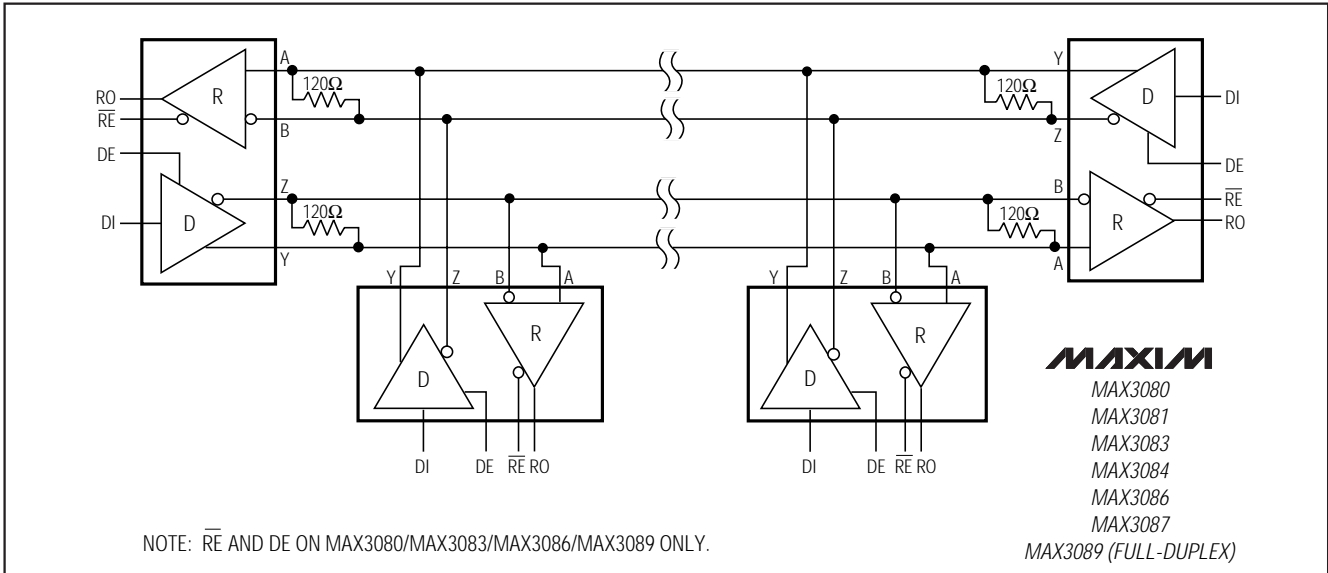 A
120Ω
R
RO
RE
B
DE
Z
120Ω
DI
D
Y
Y
120Ω
D
DI
Z
DE
B
RE
120Ω
R
RO
A
Y Z B A
R
D
DI DE RE RO
Y Z B A
R
D
DI DE RE RO
MAXIM
MAX3080
MAX3081
MAX3083
MAX3084
MAX3086
MAX3087
MAX3089 (FULL-DUPLEX)
NOTE: RE AND DE ON MAX3080/MAX3083/MAX3086/MAX3089 ONLY.